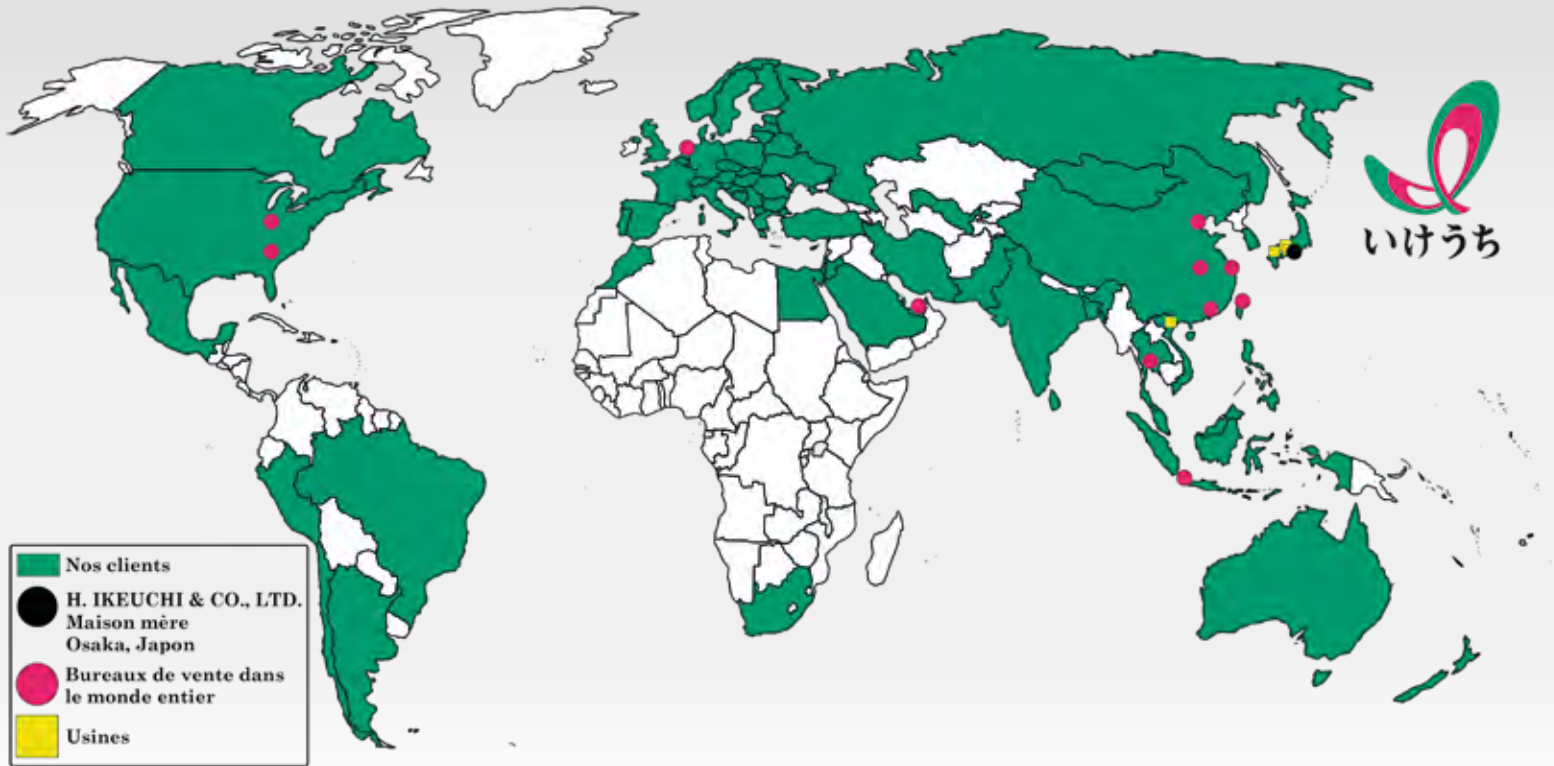 いけうち
Nos clients
H. IKEUCHI & CO., LTD.
Maison mère
Osaka, Japon
Bureaux de vente dans
le monde entier
Usines